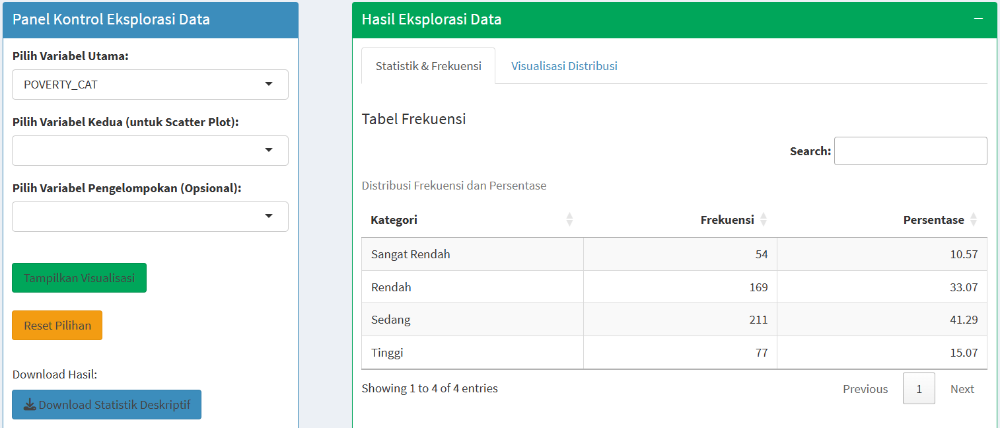 Panel Kontrol Eksplorasi Data
Pilih Variabel Utama:
POVERTY_CAT
Pilih Variabel Kedua (untuk Scatter Plot):
Pilih Variabel Pengelompokan (Opsional):
Tampilkan Visualisasi
Reset Pilihan
Download Hasil:
Download Statistik Deskriptif
Hasil Eksplorasi Data
Statistik & Frekuensi Visualisasi Distribusi
Tabel Frekuensi
Search:
Distribusi Frekuensi dan Persentase
Kategori Frekuensi Persentase
Sangat Rendah 54 10.57
Rendah 169 33.07
Sedang 211 41.29
Tinggi 77 15.07
Showing 1 to 4 of 4 entries Previous 1 Next